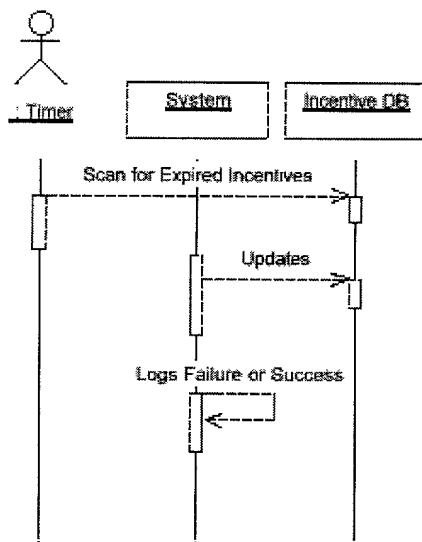 : Timer
System
Incentive DB
Scan for Expired Incentives
Updates
Logs Failure or Success